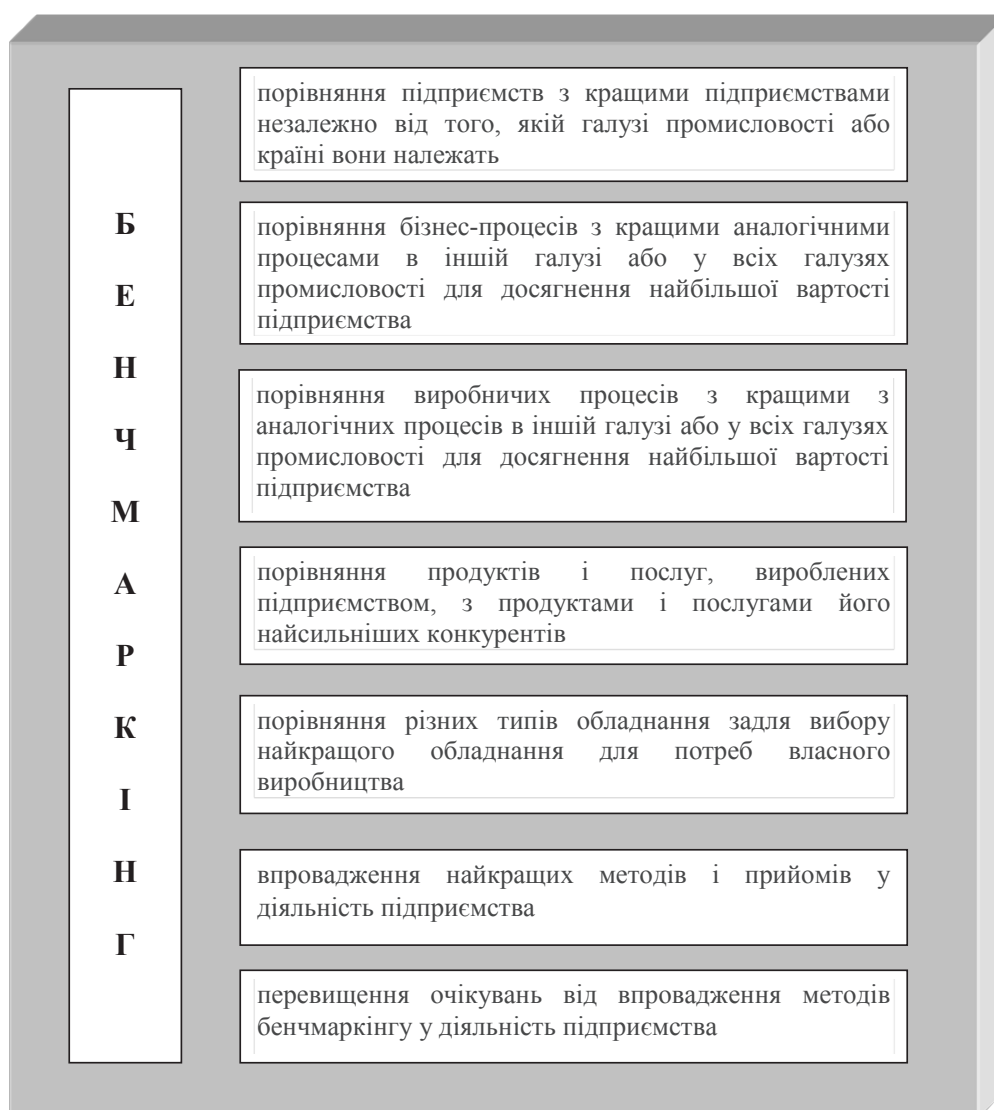 порівняння підприємств з кращими підприємствами
незалежно від того, якій галузі промисловості або
країні вони належать
порівняння бізнес-процесів з кращими аналогічними
процесами в іншій галузі або у всіх галузях
промисловості для досягнення найбільшої вартості
підприємства
порівняння виробничих процесів з кращими з
аналогічних процесів в іншій галузі або у всіх галузях
промисловості для досягнення найбільшої вартості
підприємства
порівняння продуктів і послуг, вироблених
підприємством, з продуктами і послугами його
найсильніших конкурентів
порівняння різних типів обладнання задля вибору
найкращого обладнання для потреб власного
виробництва
впровадження найкращих методів і прийомів у
діяльність підприємства
перевищення очікувань від впровадження методів
бенчмаркінгу у діяльність підприємства
Б
Е
Н
Ч
М
А
Р
К
І
Н
Г